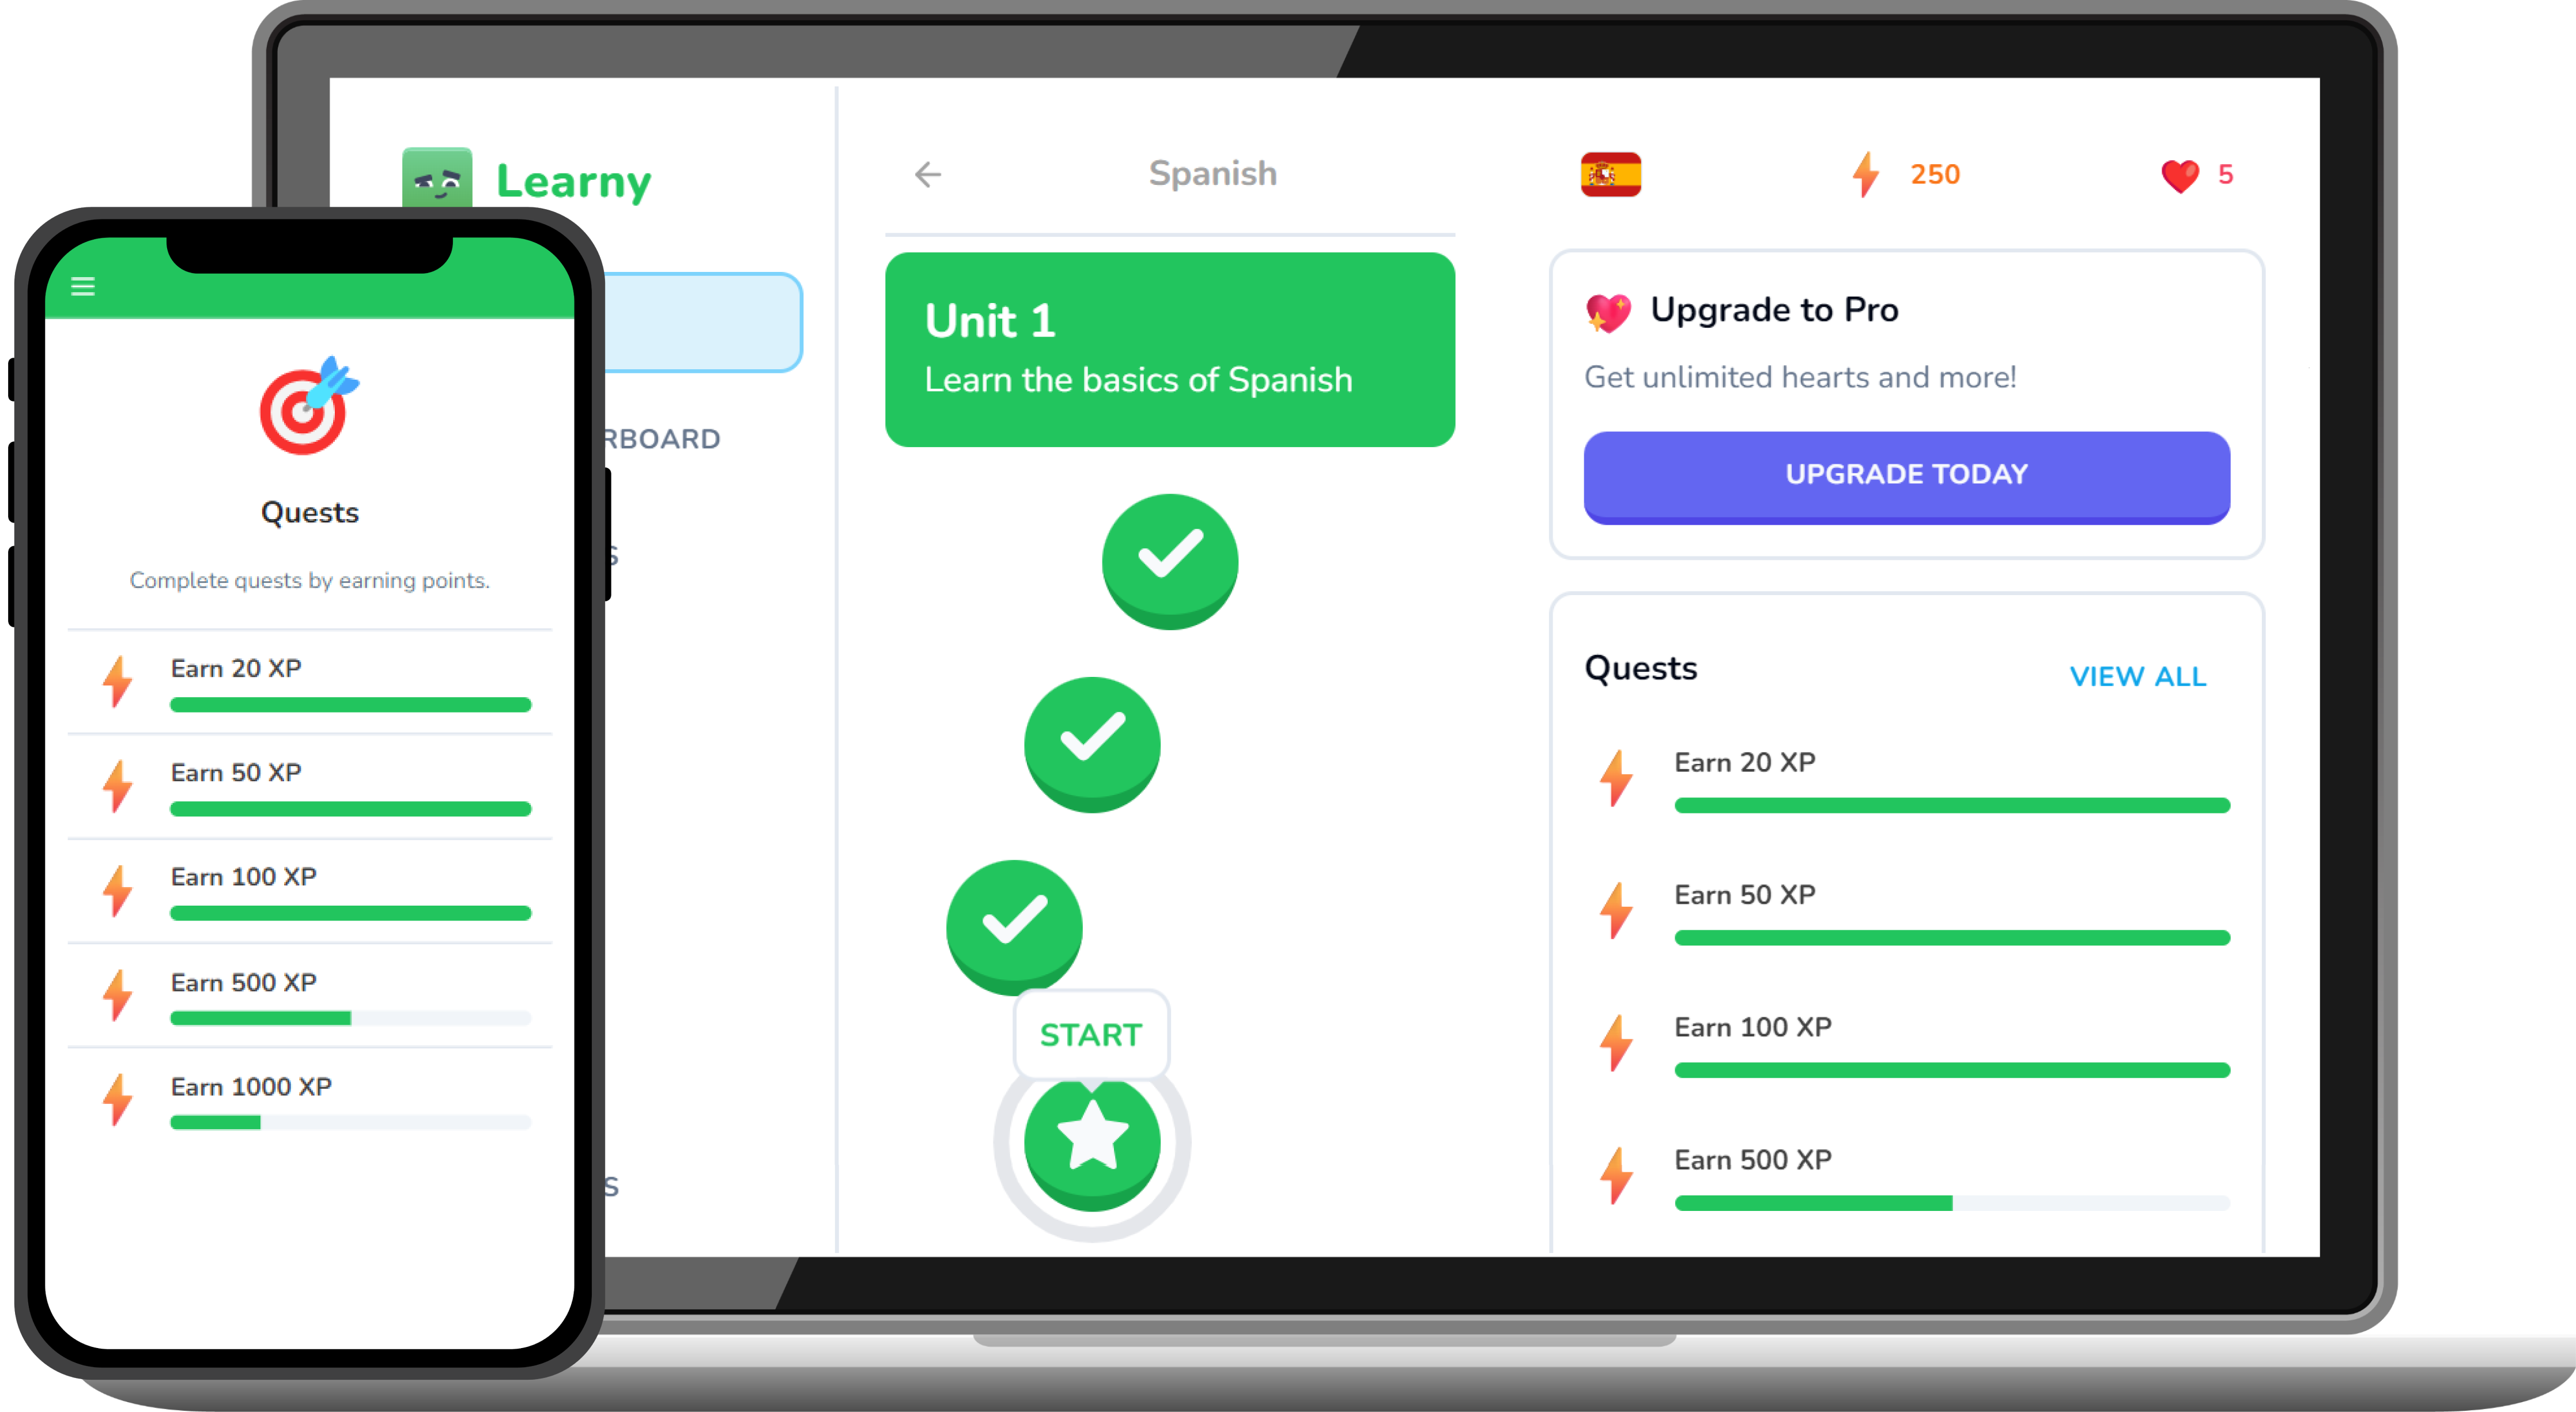 Learny
RBOARD
S
S
Spanish
Unit 1
Learn the basics of Spanish
START
250
5
Upgrade to Pro
Get unlimited hearts and more!
UPGRADE TODAY
Quests
VIEW ALL
Earn 20 XP
Earn 50 XP
Earn 100 XP
Earn 500 XP
Quests
Complete quests by earning points.
Earn 20 XP
Earn 50 XP
Earn 100 XP
Earn 500 XP
Earn 1000 XP